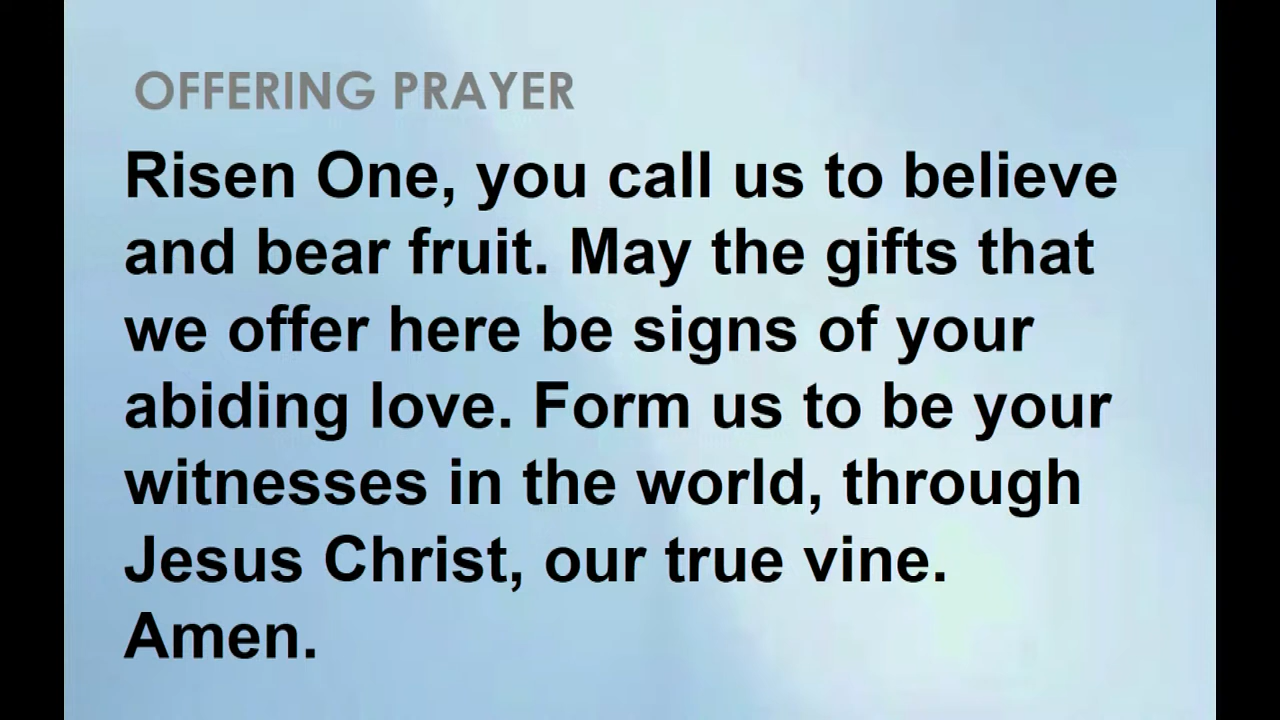 OFFERING PRAYER
Risen One, you call us to believe
and bear fruit. May the gifts that
we offer here be signs of your
abiding love. Form us to be your
witnesses in the world, through
Jesus Christ, our true vine.
Amen.